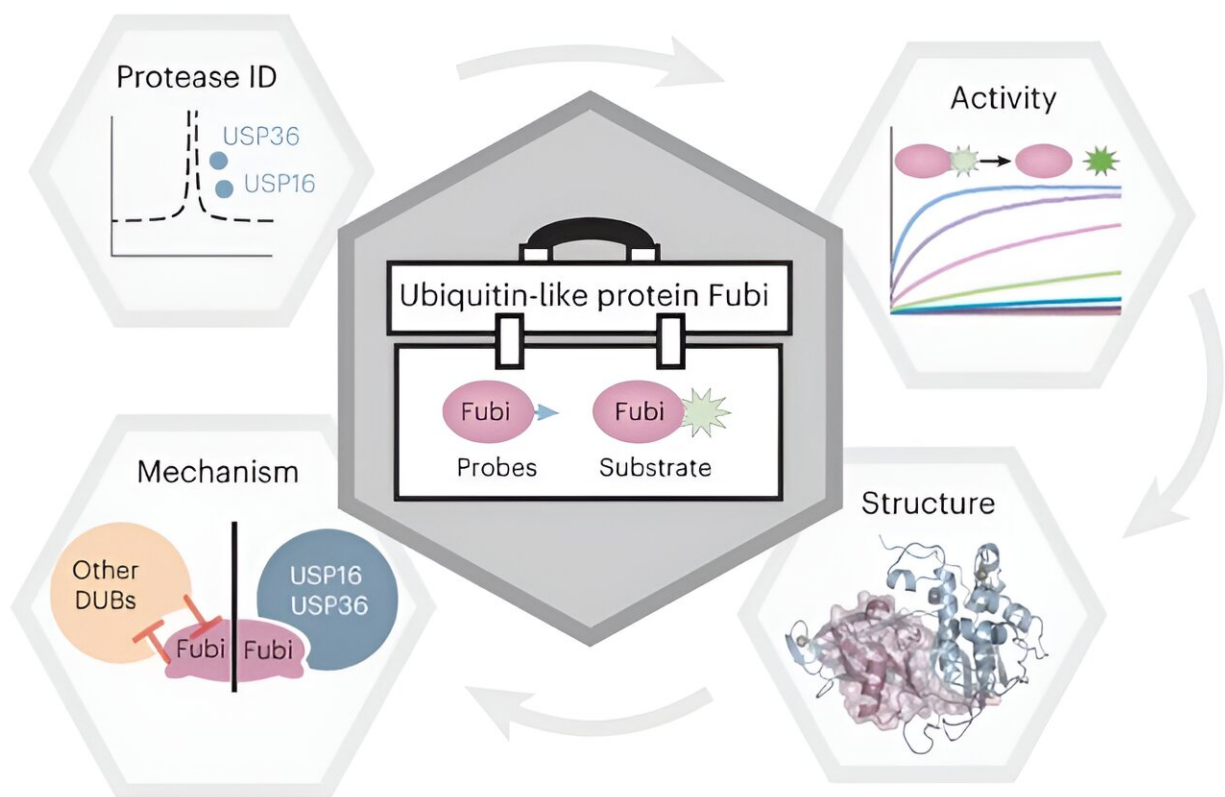 Protease ID
USP36
USP16
Activity
Ubiquitin-like protein Fubi
Fubi
Fubi
Probes
Substrate
Mechanism
Other
DUBs
USP16
USP36
Fubi
Fubi
Structure